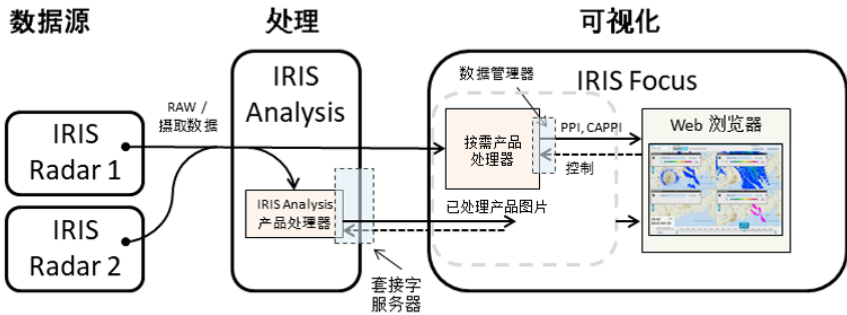 数据源
处理
可视化
IRIS
Radar 1
IRIS
Radar 2
RAW /
摄取数据
IRIS
Analysis
IRIS Analysis
产品处理器
套接字
服务器
IRIS Focus
数据管理器
按需产品
处理器
PPI, CAPPI
控制
已处理产品图片
Web 浏览器